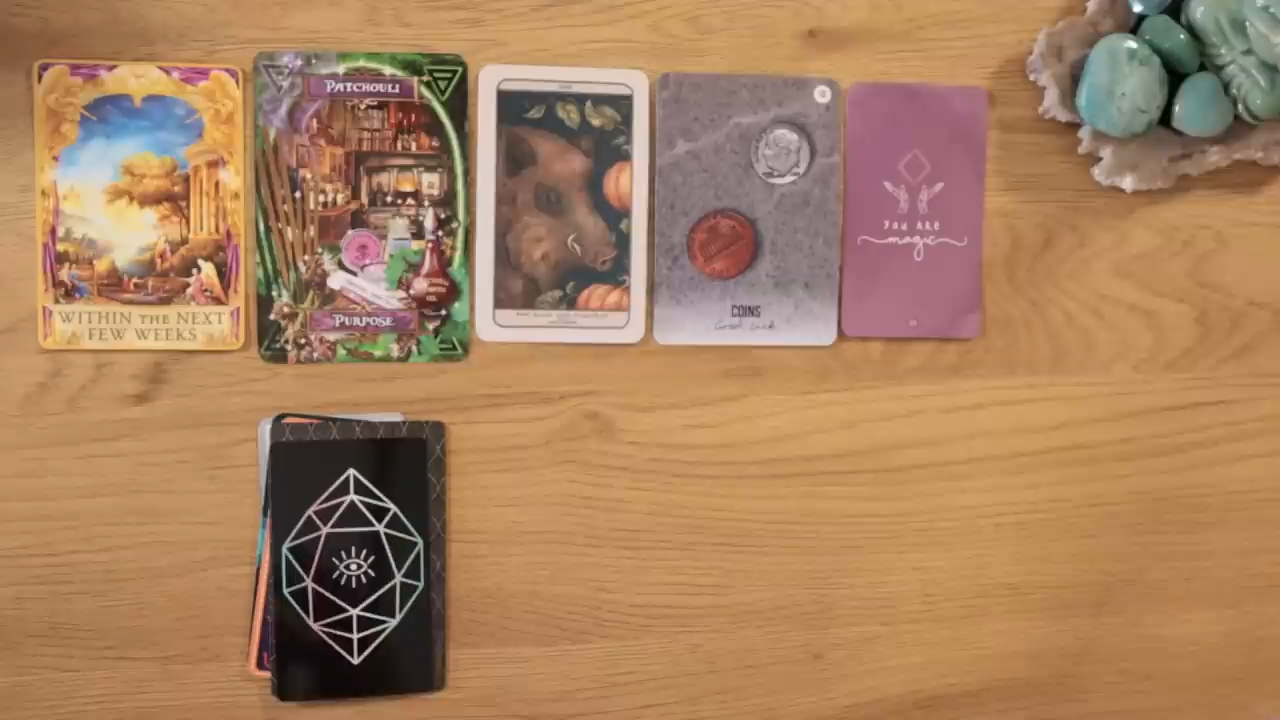 WITHIN THE NEXT
FEW WEEKS
PATCHOULI
PURPOSE
COINS
Good Luck
you are
magic